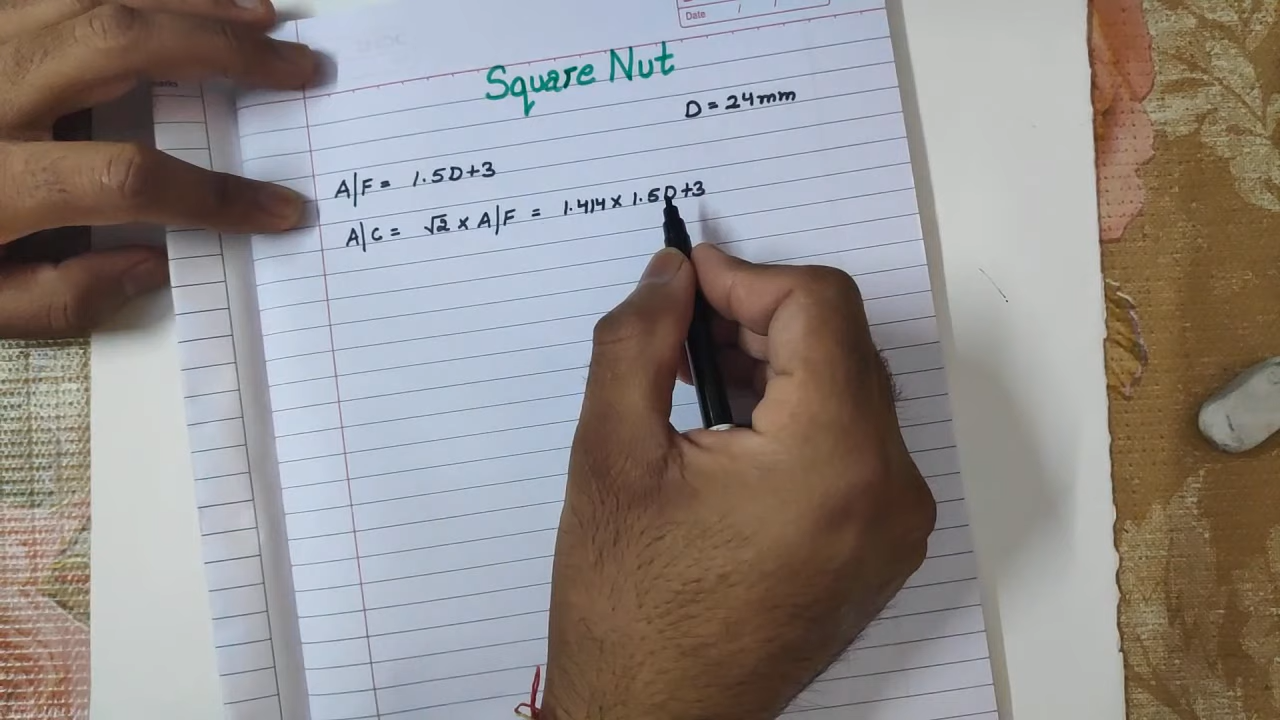 Date / /
Square Nut
D = 24mm
A|F = 1.5D+3
A|C = √2 × A|F = 1.414 × 1.5D+3